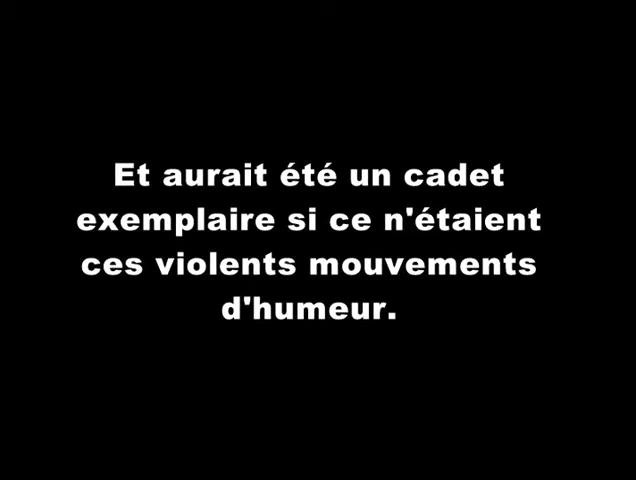 Et aurait été un cadet
exemplaire si ce n'étaient
ces violents mouvements
d'humeur.